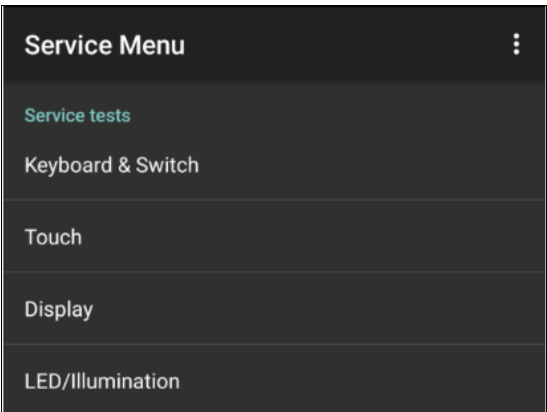 Service Menu
Service tests
Keyboard & Switch
Touch
Display
LED/Illumination